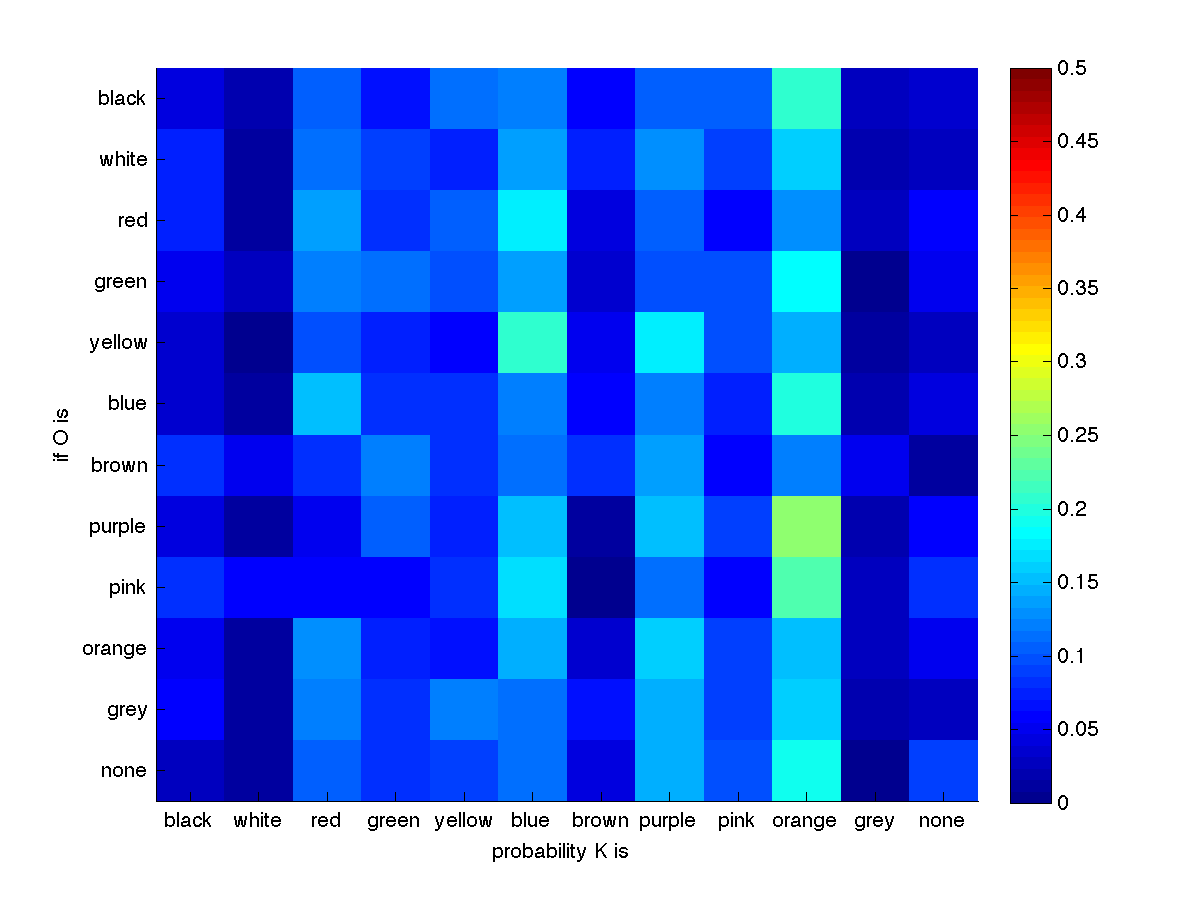 black
white
red
green
yellow
blue
brown
purple
pink
orange
grey
none
if O is
black white red green yellow blue brown purple pink orange grey none
probability K is
0.5
0.45
0.4
0.35
0.3
0.25
0.2
0.15
0.1
0.05
0